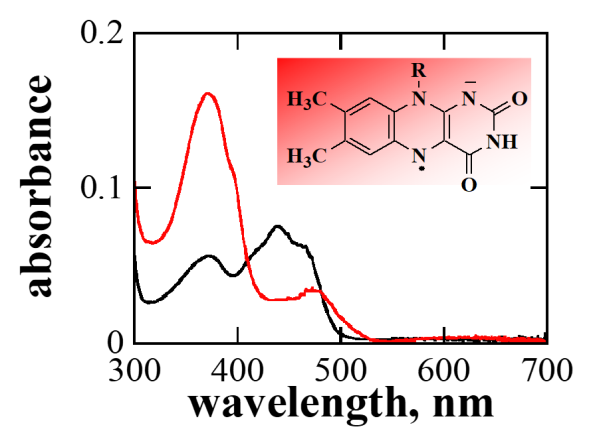 0.2
R
N
N
−
O
H3C
H3C
N
•
NH
O
0.1
0
absorbance
300 400 500 600 700
wavelength, nm